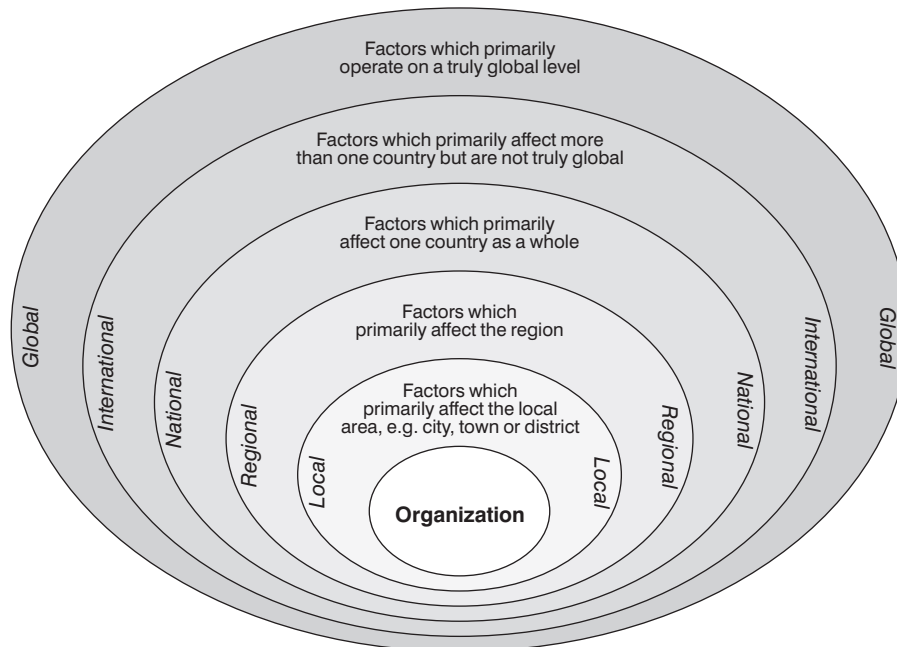 Factors which primarily
operate on a truly global level
Factors which primarily affect more
than one country but are not truly global
Factors which primarily
affect one country as a whole
Factors which
primarily affect the region
Factors which
primarily affect the local
area, e.g. city, town or district
Global
International
National
Regional
Local
Organization
Local
Regional
National
International
Global